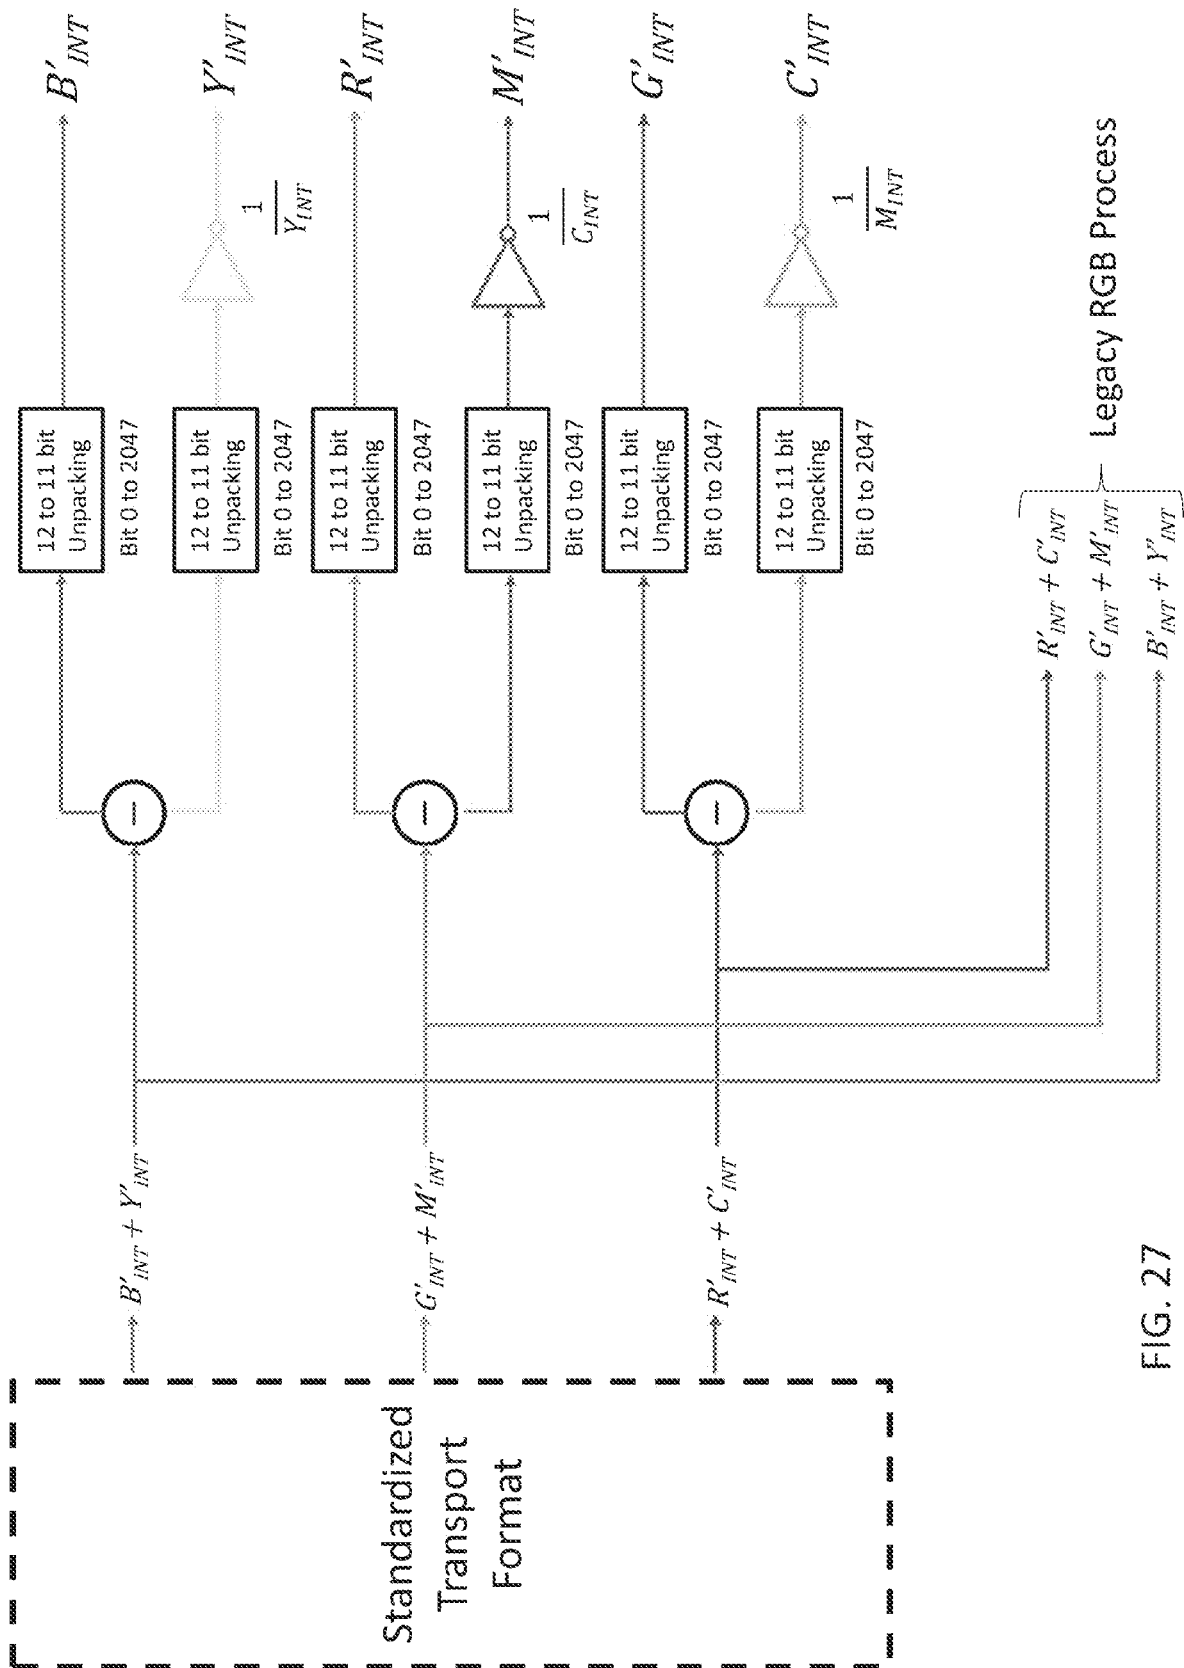 Standardized
Transport
Format
B'INT + Y'INT
G'INT + M'INT
R'INT + C'INT
−
−
−
12 to 11 bit
Unpacking
Bit 0 to 2047
12 to 11 bit
Unpacking
Bit 0 to 2047
12 to 11 bit
Unpacking
Bit 0 to 2047
12 to 11 bit
Unpacking
Bit 0 to 2047
12 to 11 bit
Unpacking
Bit 0 to 2047
12 to 11 bit
Unpacking
Bit 0 to 2047
1
YINT
1
CINT
1
MINT
B'INT
Y'INT
R'INT
M'INT
G'INT
C'INT
R'INT + C'INT
G'INT + M'INT
B'INT + Y'INT
Legacy RGB Process
FIG. 27